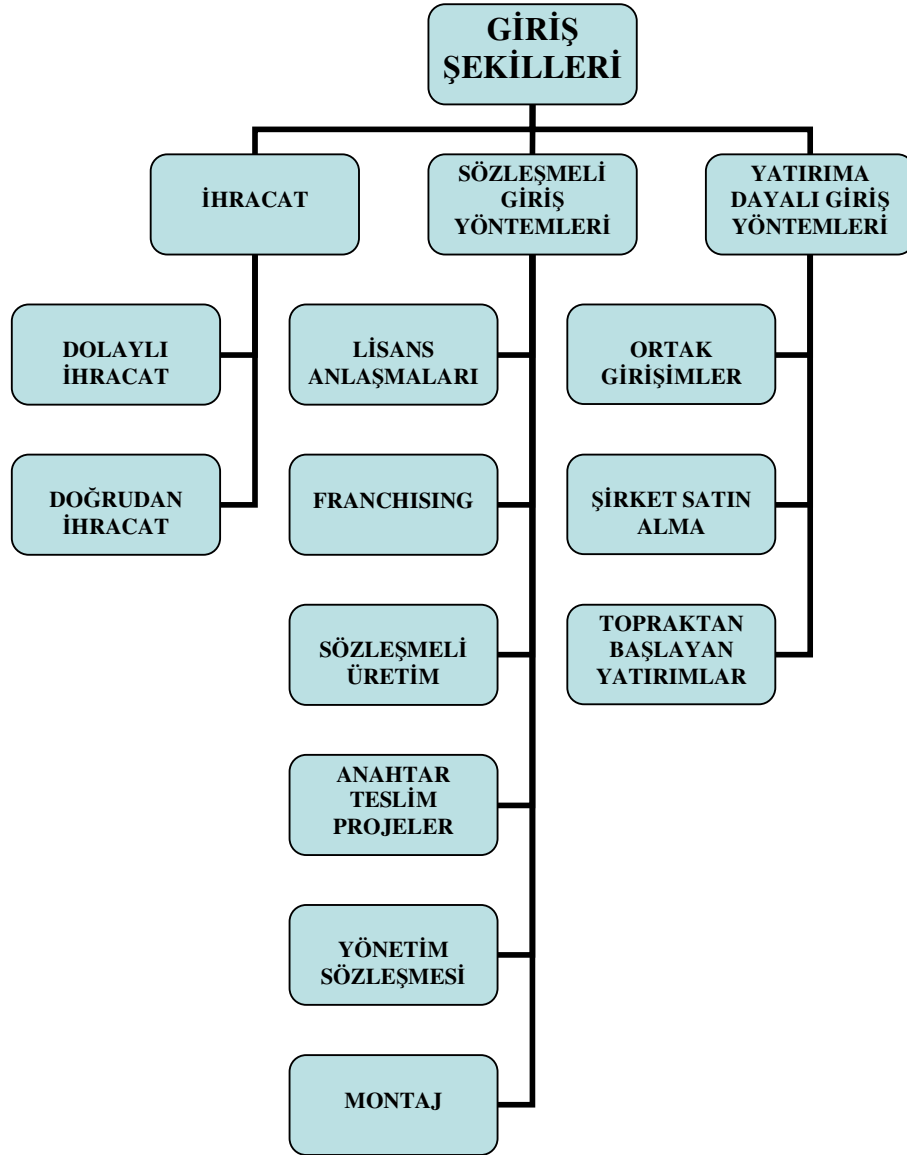 GİRİŞ
ŞEKİLLERİ
İHRACAT
SÖZLEŞMELİ
GİRİŞ
YÖNTEMLERİ
YATIRIMA
DAYALI GİRİŞ
YÖNTEMLERİ
DOLAYLI
İHRACAT
DOĞRUDAN
İHRACAT
LİSANS
ANLAŞMALARI
FRANCHISING
SÖZLEŞMELİ
ÜRETİM
ANAHTAR
TESLİM
PROJELER
YÖNETİM
SÖZLEŞMESİ
MONTAJ
ORTAK
GİRİŞİMLER
ŞİRKET SATIN
ALMA
TOPRAKTAN
BAŞLAYAN
YATIRIMLAR